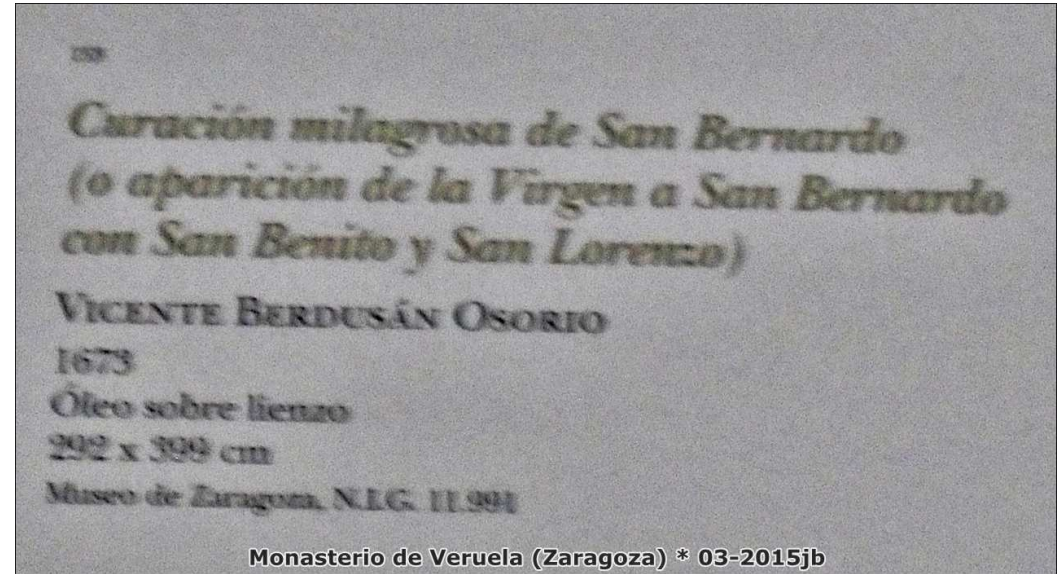 Curación milagrosa de San Bernardo
(o aparición de la Virgen a San Bernardo
con San Benito y San Lorenzo)
VICENTE BERDUSÁN OSORIO
1673
Óleo sobre lienzo
292 x 399 cm
Museo de Zaragoza, N.I.G. 11.991
Monasterio de Veruela (Zaragoza) * 03-2015jb